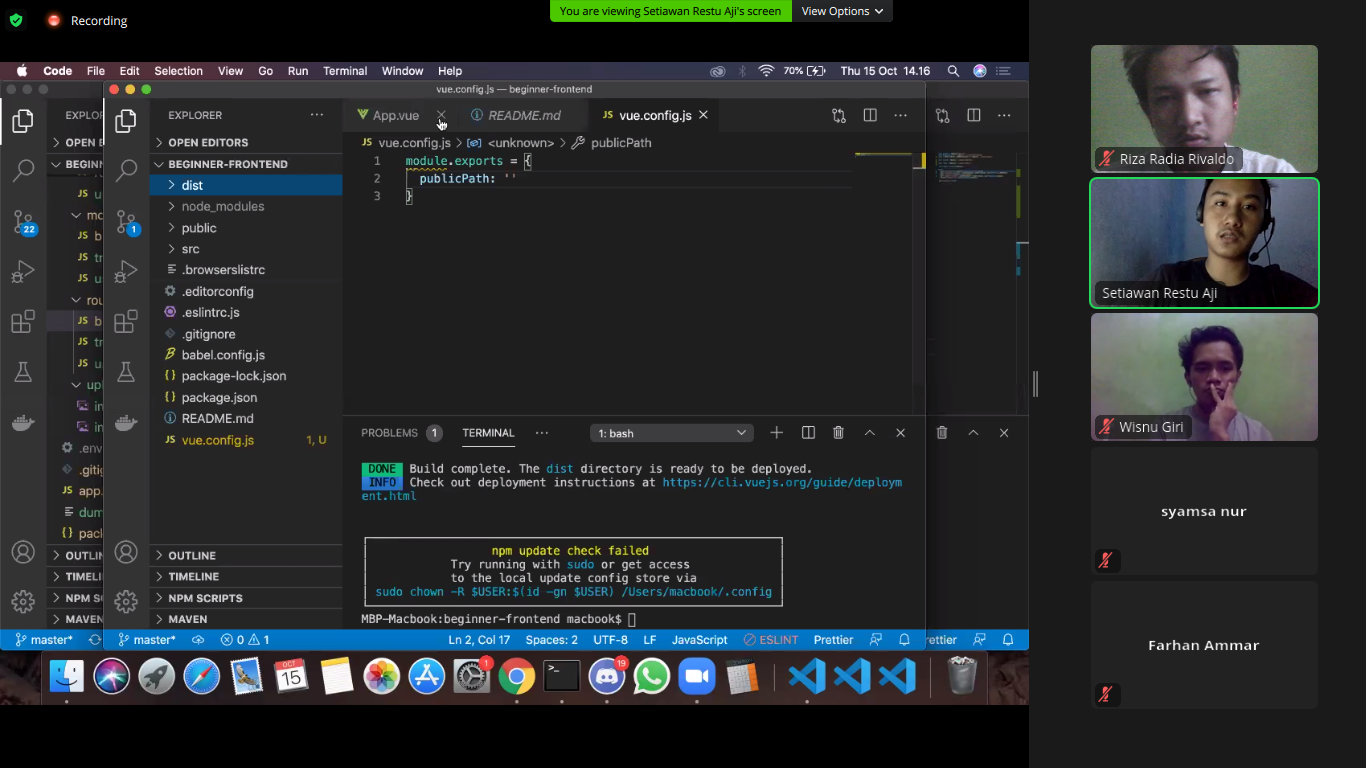 Recording
You are viewing Setiawan Restu Aji's screen
View Options
Code File Edit Selection View Go Run Terminal Window Help
70% Thu 15 Oct 14.16
vue.config.js — beginner-frontend
EXPLORER
App.vue
README.md
vue.config.js
OPEN EDITORS
vue.config.js > <unknown> > publicPath
BEGINNER-FRONTEND
1 module.exports = {
2 publicPath: ''
3 }
dist
node_modules
public
src
.browserslistrc
.editorconfig
.eslintrc.js
.gitignore
babel.config.js
package-lock.json
package.json
README.md
vue.config.js 1, U
22
1
PROBLEMS 1 TERMINAL
1: bash
DONE Build complete. The dist directory is ready to be deployed.
INFO Check out deployment instructions at https://cli.vuejs.org/guide/deploym
ent.html
npm update check failed
Try running with sudo or get access
to the local update config store via
sudo chown -R $USER:$(id -gn $USER) /Users/macbook/.config
MBP-Macbook:beginner-frontend macbook$
OUTLINE
TIMELINE
NPM SCRIPTS
MAVEN
master*
master* 0 1 Ln 2, Col 17 Spaces: 2 UTF-8 LF JavaScript ESLINT Prettier
OCT
15
1
19
Riza Radia Rivaldo
Setiawan Restu Aji
Wisnu Giri
syamsa nur
Farhan Ammar